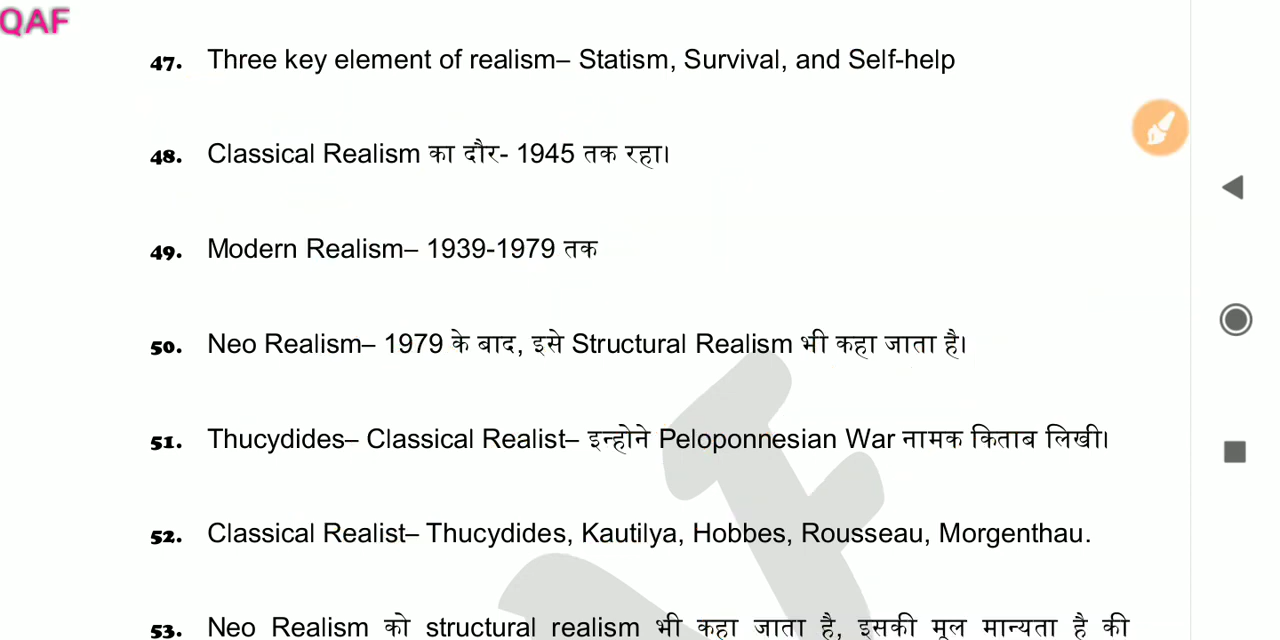 QAF
47. Three key element of realism– Statism, Survival, and Self-help
48. Classical Realism का दौर- 1945 तक रहा।
49. Modern Realism– 1939-1979 तक
50. Neo Realism– 1979 के बाद, इसे Structural Realism भी कहा जाता है।
51. Thucydides– Classical Realist– इन्होने Peloponnesian War नामक किताब लिखी।
52. Classical Realist– Thucydides, Kautilya, Hobbes, Rousseau, Morgenthau.
53. Neo Realism को structural realism भी कहा जाता है, इसकी मूल मान्यता है की